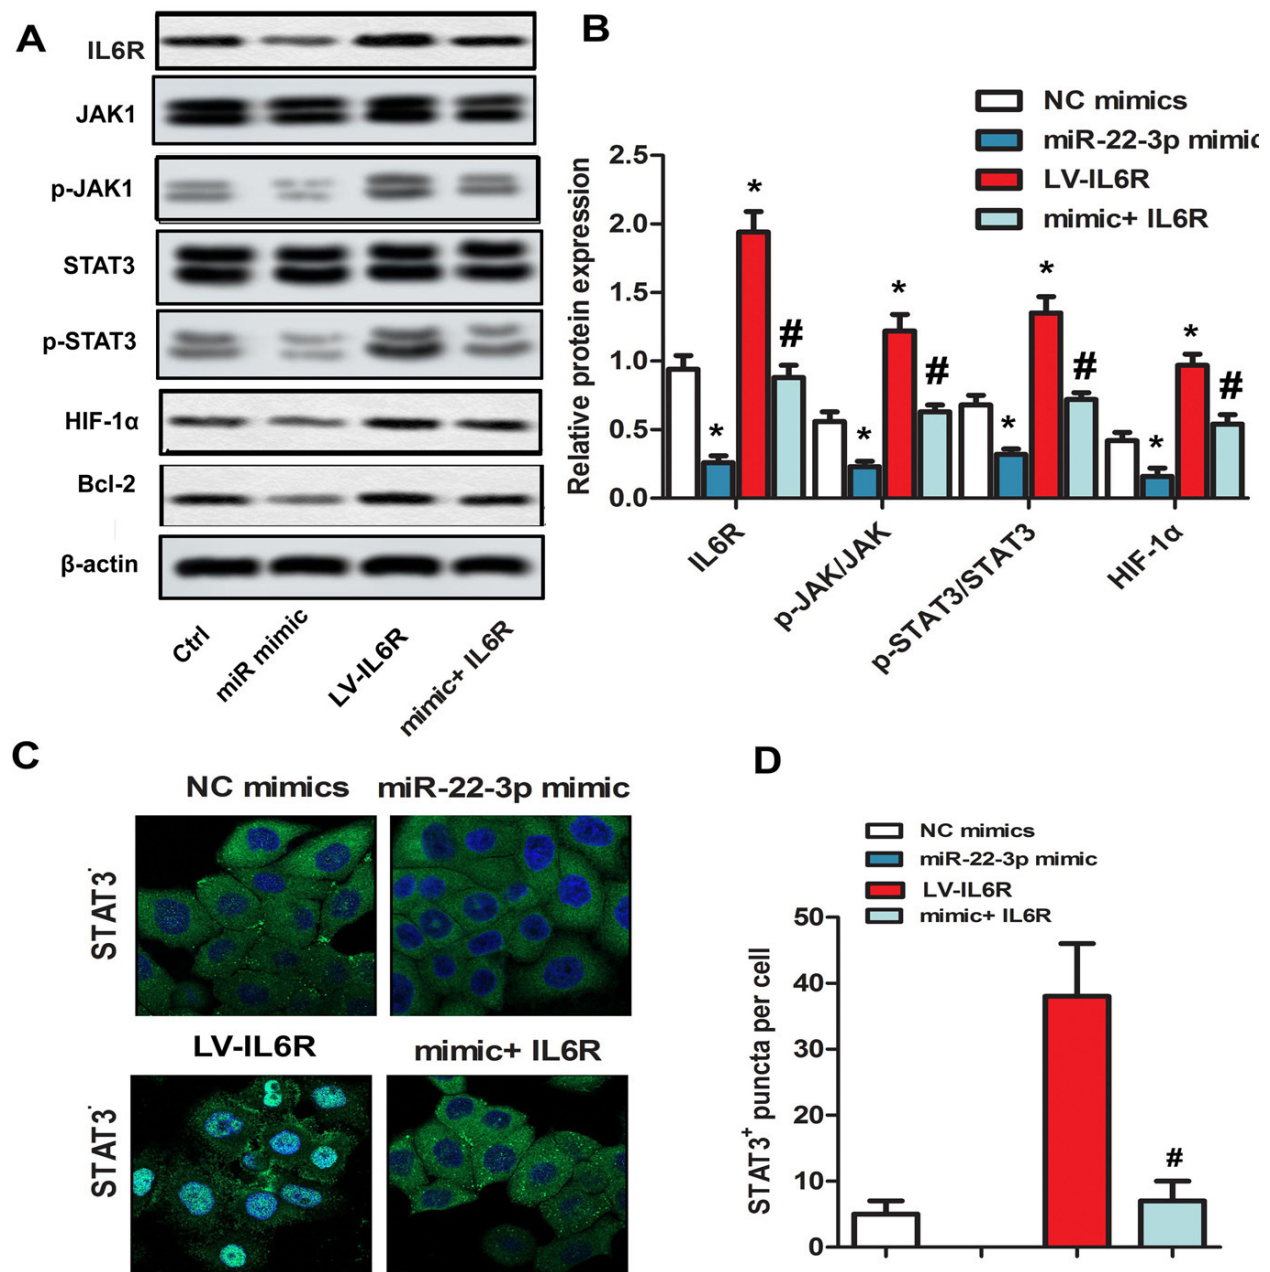 A
IL6R
JAK1
p-JAK1
STAT3
p-STAT3
HIF-1α
Bcl-2
β-actin
Ctrl
miR mimic
LV-IL6R
mimic+ IL6R
B
NC mimics
miR-22-3p mimic
LV-IL6R
mimic+ IL6R
Relative protein expression
2.5
2.0
1.5
1.0
0.5
0.0
*
*
#
*
*
#
*
*
#
*
*
#
IL6R
p-JAK/JAK
p-STAT3/STAT3
HIF-1α
C
NC mimics
miR-22-3p mimic
STAT3
LV-IL6R
mimic+ IL6R
STAT3
D
NC mimics
miR-22-3p mimic
LV-IL6R
mimic+ IL6R
STAT3+ puncta per cell
50
40
30
20
10
0
#